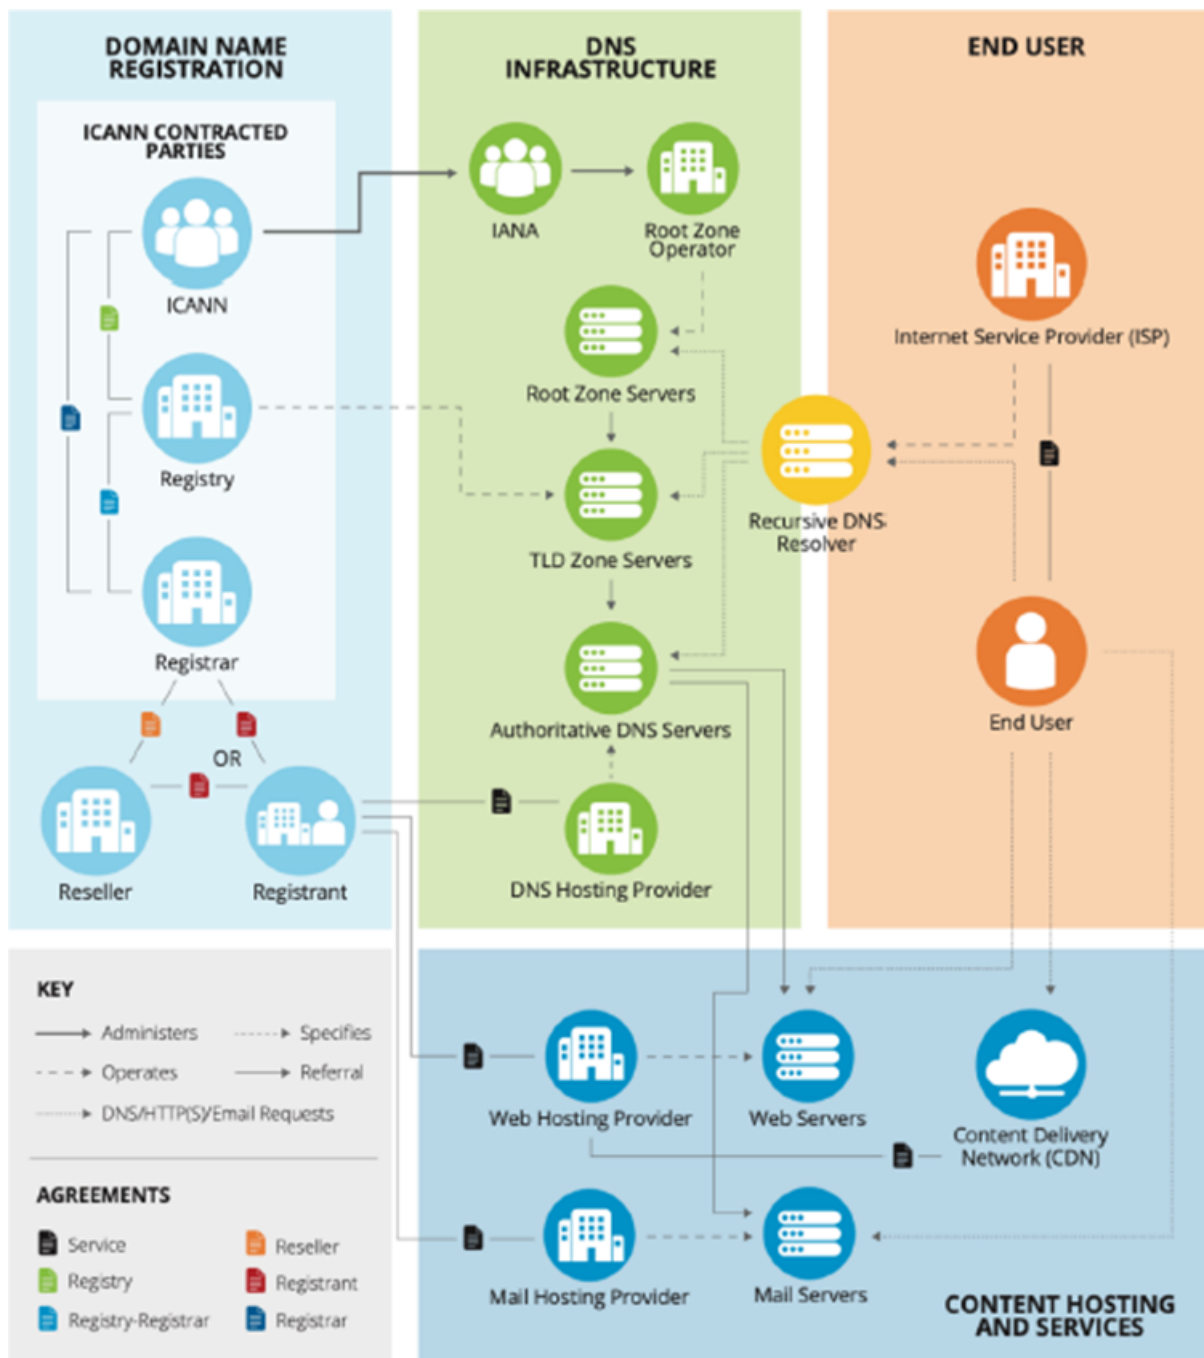 DOMAIN NAME
REGISTRATION
ICANN CONTRACTED
PARTIES
ICANN
Registry
Registrar
OR
Reseller
Registrant
DNS
INFRASTRUCTURE
IANA
Root Zone
Operator
Root Zone Servers
TLD Zone Servers
Authoritative DNS Servers
DNS Hosting Provider
Recursive DNS
Resolver
END USER
Internet Service Provider (ISP)
End User
KEY
Administers
Specifies
Operates
Referral
DNS/HTTP(S)/Email Requests
AGREEMENTS
Service
Reseller
Registry
Registrant
Registry-Registrar
Registrar
Web Hosting Provider
Web Servers
Content Delivery
Network (CDN)
Mail Hosting Provider
Mail Servers
CONTENT HOSTING
AND SERVICES